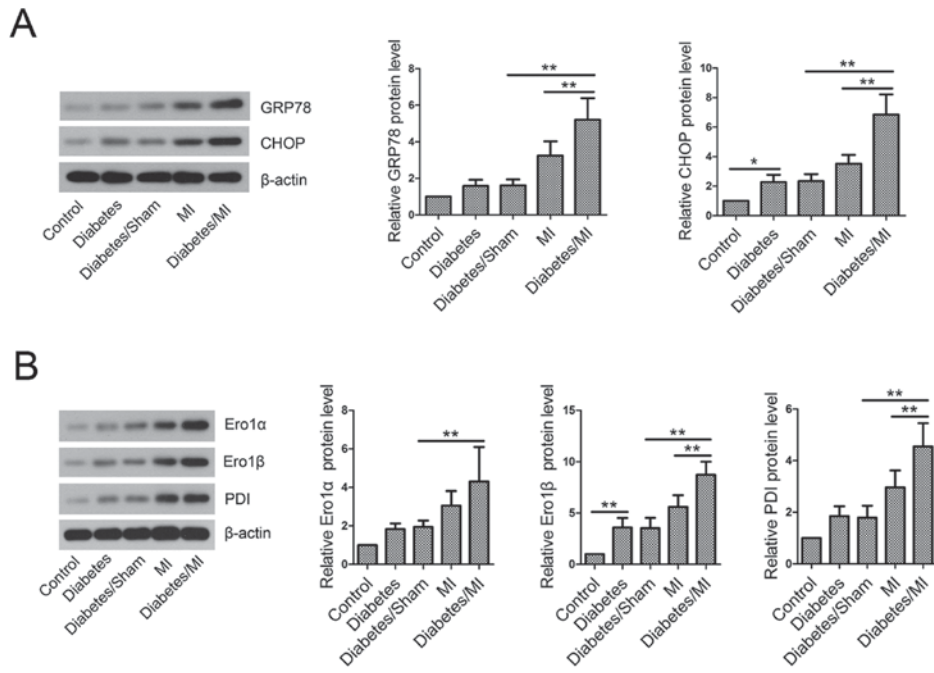 A
GRP78
CHOP
β-actin
Control
Diabetes
Diabetes/Sham
MI
Diabetes/MI
Relative GRP78 protein level
8
6
4
2
0
**
**
Control
Diabetes
Diabetes/Sham
MI
Diabetes/MI
Relative CHOP protein level
10
8
6
4
2
0
*
**
**
Control
Diabetes
Diabetes/Sham
MI
Diabetes/MI
B
Ero1α
Ero1β
PDI
β-actin
Control
Diabetes
Diabetes/Sham
MI
Diabetes/MI
Relative Ero1α protein level
8
6
4
2
0
**
Control
Diabetes
Diabetes/Sham
MI
Diabetes/MI
Relative Ero1β protein level
15
10
5
0
**
**
**
Control
Diabetes
Diabetes/Sham
MI
Diabetes/MI
Relative PDI protein level
6
4
2
0
**
**
Control
Diabetes
Diabetes/Sham
MI
Diabetes/MI